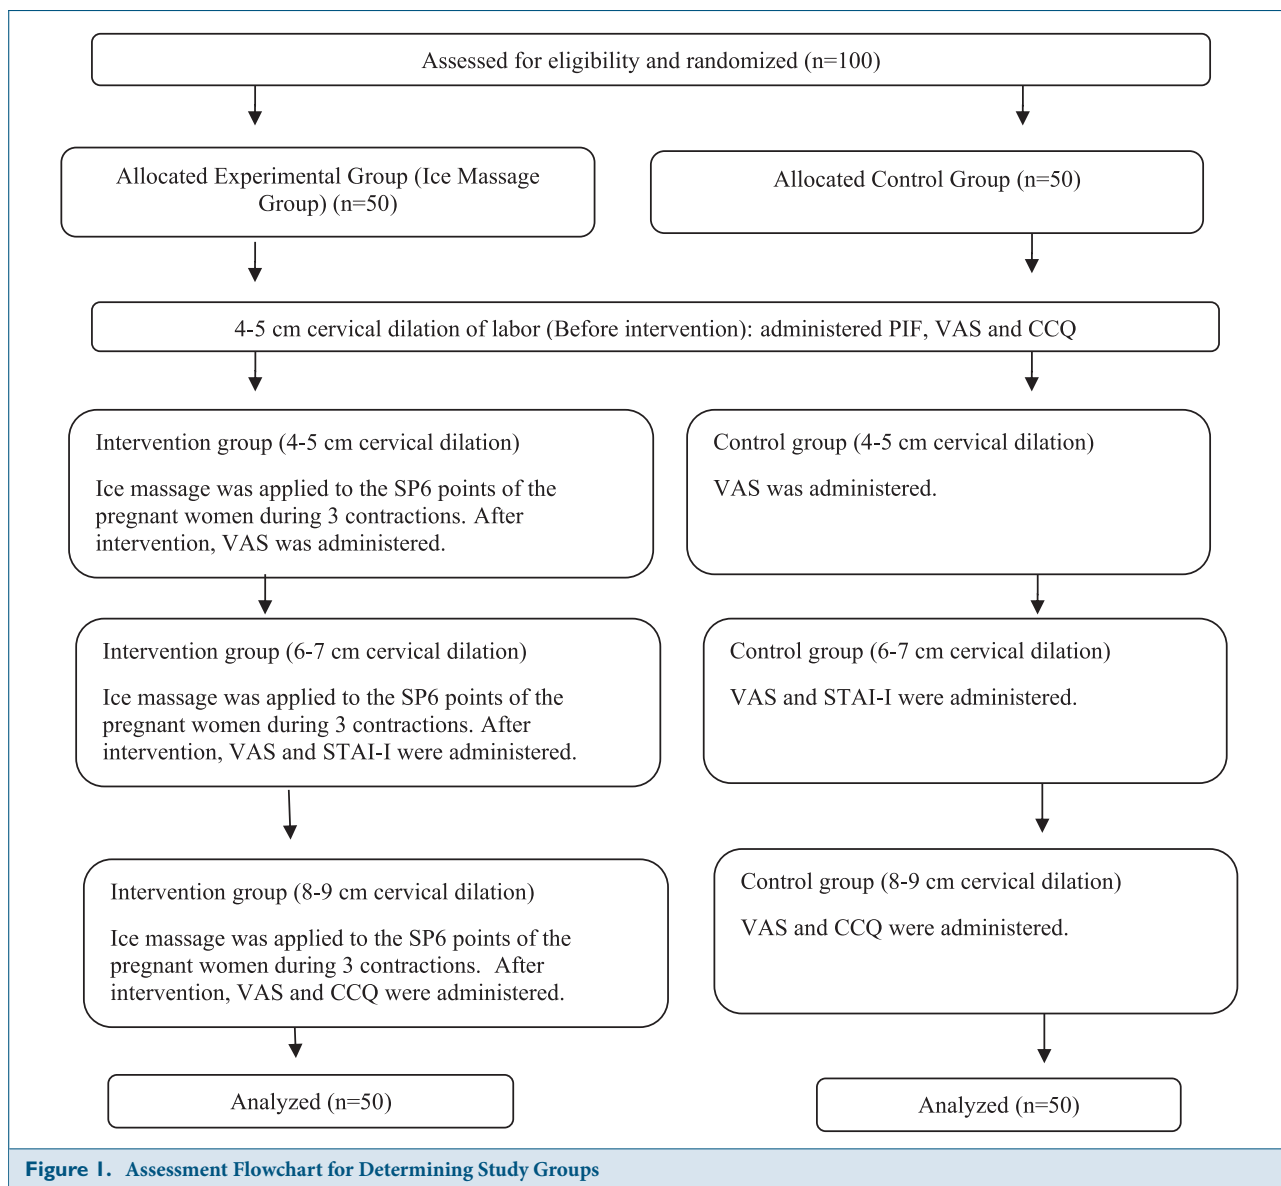 Assessed for eligibility and randomized (n=100)
Allocated Experimental Group (Ice Massage
Group) (n=50)
Allocated Control Group (n=50)
4-5 cm cervical dilation of labor (Before intervention): administered PIF, VAS and CCQ
Intervention group (4-5 cm cervical dilation)
Ice massage was applied to the SP6 points of the
pregnant women during 3 contractions. After
intervention, VAS was administered.
Control group (4-5 cm cervical dilation)
VAS was administered.
Intervention group (6-7 cm cervical dilation)
Ice massage was applied to the SP6 points of the
pregnant women during 3 contractions. After
intervention, VAS and STAI-I were administered.
Control group (6-7 cm cervical dilation)
VAS and STAI-I were administered.
Intervention group (8-9 cm cervical dilation)
Ice massage was applied to the SP6 points of the
pregnant women during 3 contractions.  After
intervention, VAS and CCQ were administered.
Control group (8-9 cm cervical dilation)
VAS and CCQ were administered.
Analyzed (n=50)
Analyzed (n=50)
Figure 1. Assessment Flowchart for Determining Study Groups